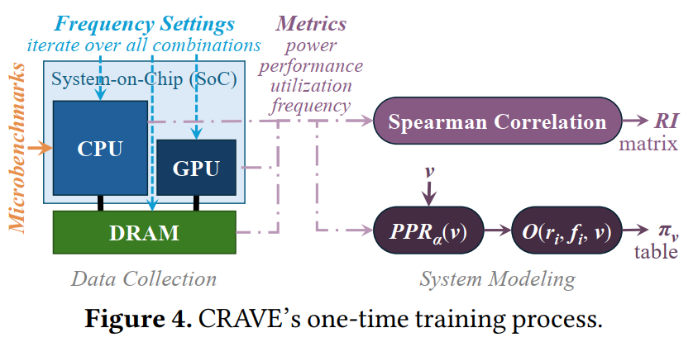 Frequency Settings
iterate over all combinations
Metrics
power
performance
utilization
frequency
System-on-Chip (SoC)
Microbenchmarks
CPU
GPU
DRAM
Data Collection
Spearman Correlation
RI
matrix
v
PPRα(v)
O(ri, fi, v)
πv
table
System Modeling
Figure 4. CRAVE's one-time training process.